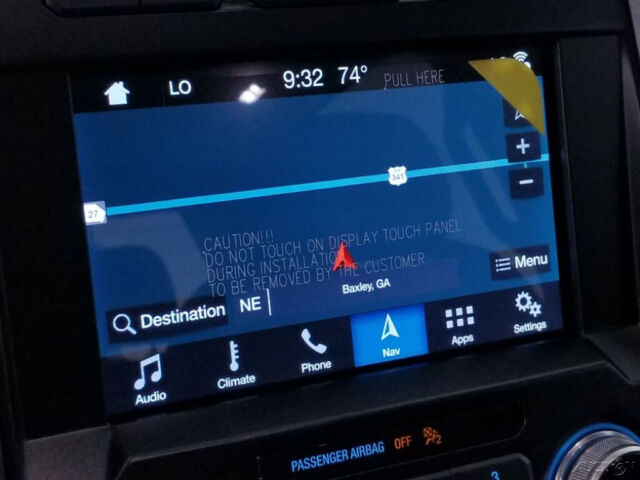 LO
9:32 74°
PULL HERE
+
341
−
27
CAUTION!!!
DO NOT TOUCH ON DISPLAY TOUCH PANEL
DURING INSTALLATION
TO BE REMOVED BY THE CUSTOMER
Menu
Baxley, GA
Destination
NE
Audio
Climate
Phone
Nav
Apps
Settings
PASSENGER AIRBAG OFF
2
3